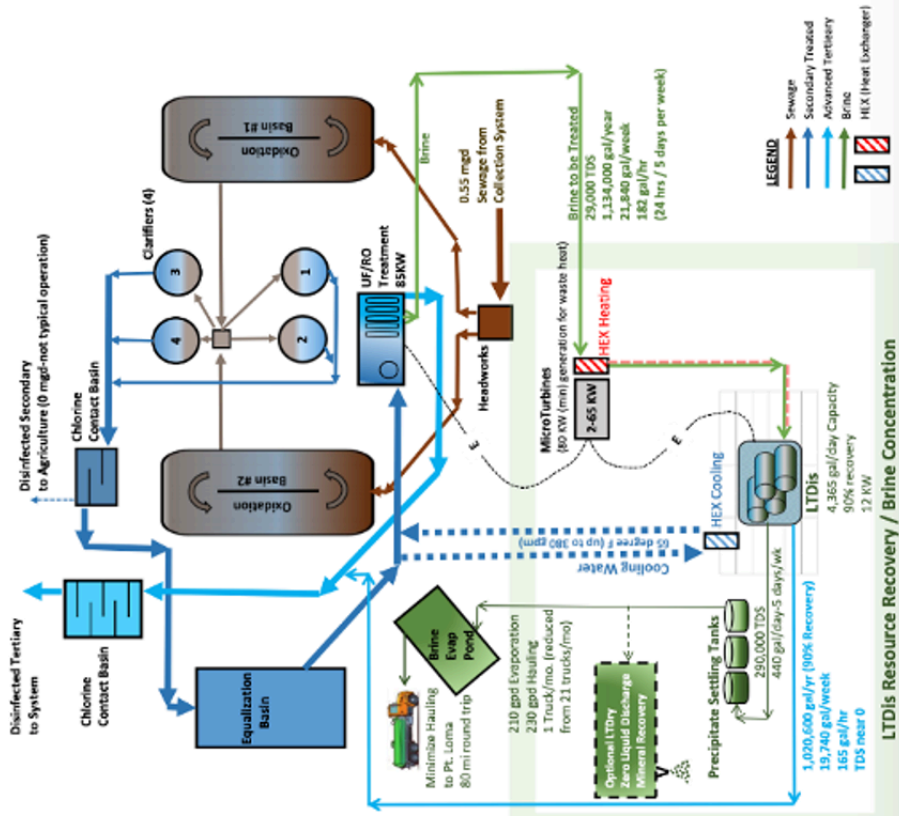 Disinfected Tertiary
to System
Chlorine
Contact Basin
Disinfected Secondary
to Agriculture (0 mgd-not typical operation)
Chlorine
Contact Basin
Clarifiers (4)
3
4
1
2
Oxidation
Basin #1
Oxidation
Basin #2
Equalization
Basin
UF/RO
Treatment
85KW
Headworks
0.55 mgd
Sewage from
Collection System
Brine
Brine to be Treated
29,000 TDS
1,134,000 gal/year
21,840 gal/week
182 gal/hr
(24 hrs / 5 days per week)
MicroTurbines
(80 KW (min) generation for waste heat)
2-65 KW
HEX Heating
E
E
Cooling Water
65 degree F (up to 380 gpm)
HEX Cooling
LTDis
4,365 gal/day Capacity
90% recovery
12 KW
Brine
Evap
Pond
Minimize Hauling
to Pt. Loma
80 mi round trip
210 gpd Evaporation
230 gpd Hauling
1 Truck/mo. (reduced
from 21 trucks/mo)
Optional LTDry
Zero Liquid Discharge
Mineral Recovery
Precipitate Settling Tanks
290,000 TDS
440 gal/day-5 days/wk
1,020,600 gal/yr (90% Recovery)
19,740 gal/week
165 gal/hr
TDS near 0
LTDis Resource Recovery / Brine Concentration
LEGEND
Sewage
Secondary Treated
Advanced Tertieary
Brine
HEX (Heat Exchanger)